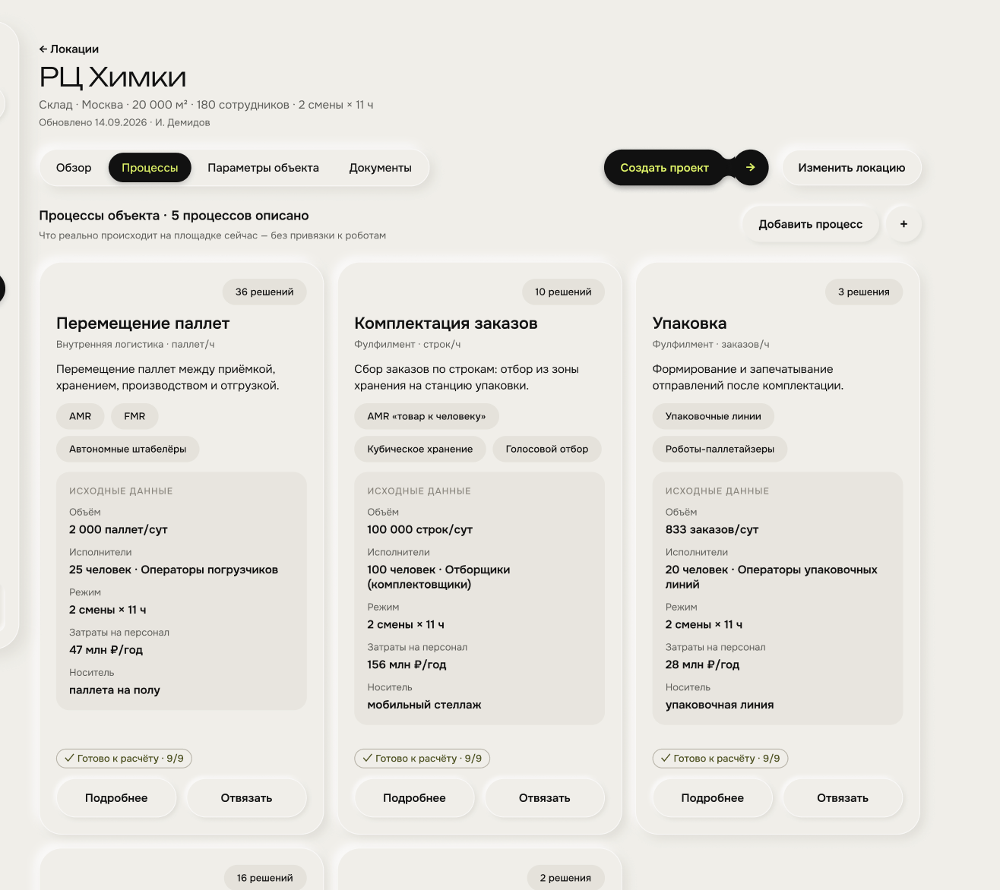 ← Локации
РЦ Химки
Склад · Москва · 20 000 м² · 180 сотрудников · 2 смены × 11 ч
Обновлено 14.09.2026 · И. Демидов
Обзор
Процессы
Параметры объекта
Документы
Создать проект
→
Изменить локацию
Процессы объекта · 5 процессов описано
Что реально происходит на площадке сейчас — без привязки к роботам
Добавить процесс
+
36 решений
Перемещение паллет
Внутренняя логистика · паллет/ч
Перемещение паллет между приёмкой,
хранением, производством и отгрузкой.
AMR
FMR
Автономные штабелёры
ИСХОДНЫЕ ДАННЫЕ
Объём
2 000 паллет/сут
Исполнители
25 человек · Операторы погрузчиков
Режим
2 смены × 11 ч
Затраты на персонал
47 млн ₽/год
Носитель
паллета на полу
✓ Готово к расчёту · 9/9
Подробнее
Отвязать
10 решений
Комплектация заказов
Фулфилмент · строк/ч
Сбор заказов по строкам: отбор из зоны
хранения на станцию упаковки.
AMR «товар к человеку»
Кубическое хранение
Голосовой отбор
ИСХОДНЫЕ ДАННЫЕ
Объём
100 000 строк/сут
Исполнители
100 человек · Отборщики
(комплектовщики)
Режим
2 смены × 11 ч
Затраты на персонал
156 млн ₽/год
Носитель
мобильный стеллаж
✓ Готово к расчёту · 9/9
Подробнее
Отвязать
3 решения
Упаковка
Фулфилмент · заказов/ч
Формирование и запечатывание
отправлений после комплектации.
Упаковочные линии
Роботы-паллетайзеры
ИСХОДНЫЕ ДАННЫЕ
Объём
833 заказов/сут
Исполнители
20 человек · Операторы упаковочных
линий
Режим
2 смены × 11 ч
Затраты на персонал
28 млн ₽/год
Носитель
упаковочная линия
✓ Готово к расчёту · 9/9
Подробнее
Отвязать
16 решений
2 решения